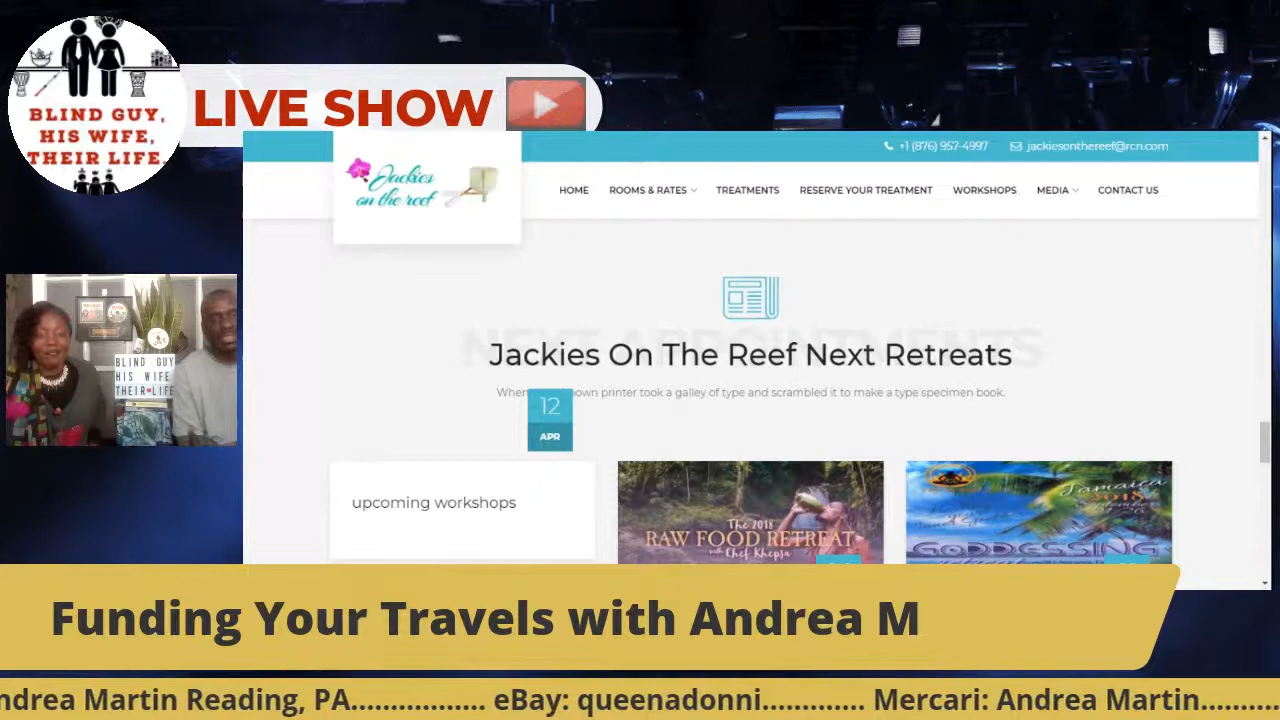 BLIND GUY,
HIS WIFE,
THEIR LIFE.
LIVE SHOW
+1 (876) 957-4997 jackiesonthereef@rcn.com
Jackies
on the reef
HOME ROOMS & RATES TREATMENTS RESERVE YOUR TREATMENT WORKSHOPS MEDIA CONTACT US
Jackies On The Reef Next Retreats
When own printer took a galley of type and scrambled it to make a type specimen book.
12
APR
upcoming workshops
The 2018
RAW FOOD RETREAT
with Chef Khepra
Jamaica
2018
GODDESSING
BLIND GUY
HIS WIFE
THEIR♥LIFE
Funding Your Travels with Andrea M
ndrea Martin Reading, PA................ eBay: queenadonni............. Mercari: Andrea Martin..........